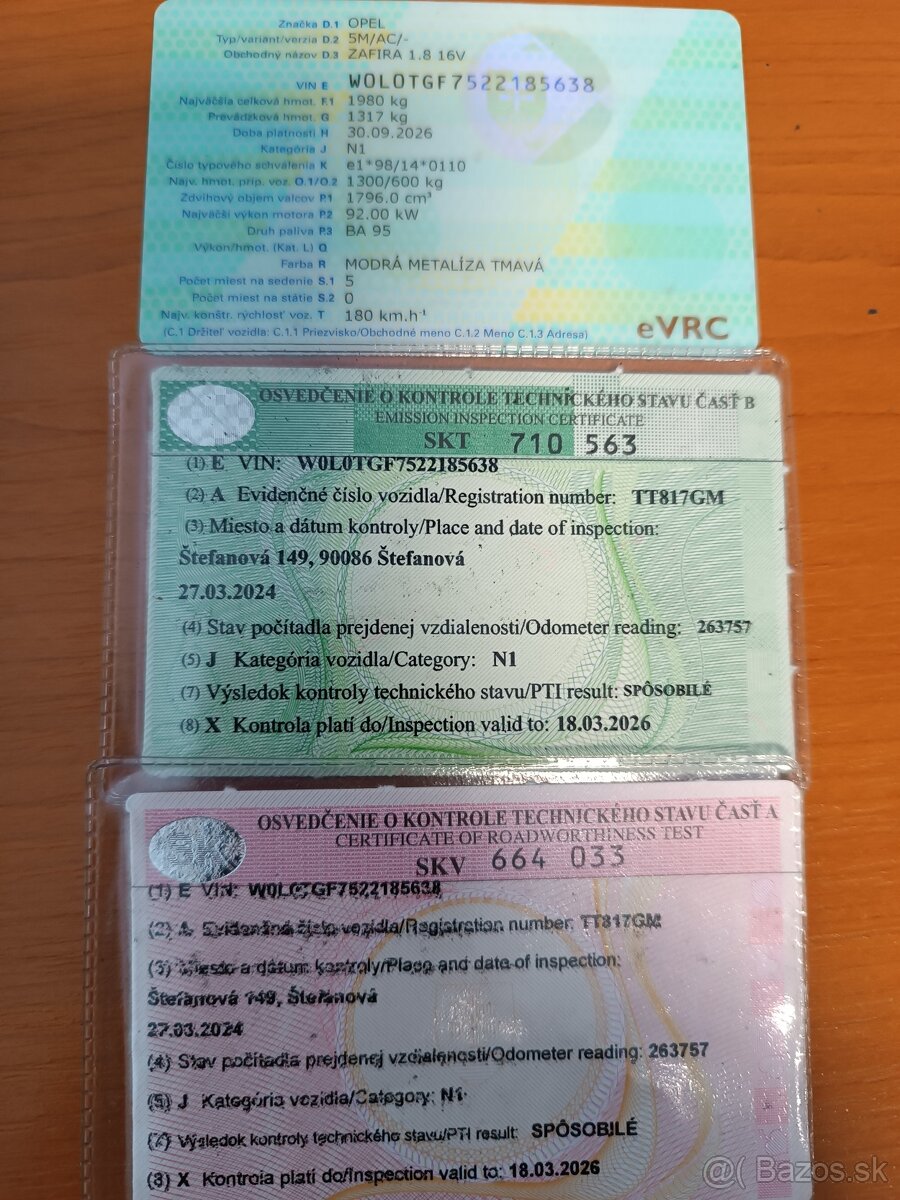 Značka D.1 OPEL
Typ/variant/verzia D.2 5M/AC/-
Obchodný názov D.3 ZAFIRA 1.8 16V
VIN E W0L0TGF7522185638
Najväčšia celková hmot. F.1 1980 kg
Prevádzková hmot. G 1317 kg
Doba platnosti H 30.09.2026
Kategória J N1
Číslo typového schválenia K e1*98/14*0110
Najv. hmot. príp. voz. O.1/O.2 1300/600 kg
Zdvihový objem valcov P.1 1796.0 cm³
Najväčší výkon motora P.2 92.00 kW
Druh paliva P.3 BA 95
Výkon/hmot. (Kat. L) Q
Farba R MODRÁ METALÍZA TMAVÁ
Počet miest na sedenie S.1 5
Počet miest na státie S.2 0
Najv. konštr. rýchlosť voz. T 180 km.h⁻¹
(C.1 Držiteľ vozidla: C.1.1 Priezvisko/Obchodné meno C.1.2 Meno C.1.3 Adresa)
eVRC
OSVEDČENIE O KONTROLE TECHNICKÉHO STAVU ČASŤ B
EMISSION INSPECTION CERTIFICATE
SKT 710 563
(1) E VIN: W0L0TGF7522185638
(2) A Evidenčné číslo vozidla/Registration number: TT817GM
(3) Miesto a dátum kontroly/Place and date of inspection:
Štefanová 149, 90086 Štefanová
27.03.2024
(4) Stav počítadla prejdenej vzdialenosti/Odometer reading: 263757
(5) J Kategória vozidla/Category: N1
(7) Výsledok kontroly technického stavu/PTI result: SPÔSOBILÉ
(8) X Kontrola platí do/Inspection valid to: 18.03.2026
OSVEDČENIE O KONTROLE TECHNICKÉHO STAVU ČASŤ A
CERTIFICATE OF ROADWORTHINESS TEST
SKV 664 033
(1) E VIN: W0L0TGF7522185638
(2) A Evidenčné číslo vozidla/Registration number: TT817GM
(3) Miesto a dátum kontroly/Place and date of inspection:
Štefanová 149, Štefanová
27.03.2024
(4) Stav počítadla prejdenej vzdialenosti/Odometer reading: 263757
(5) J Kategória vozidla/Category: N1
(7) Výsledok kontroly technického stavu/PTI result: SPÔSOBILÉ
(8) X Kontrola platí do/Inspection valid to: 18.03.2026
@( Bazos.sk